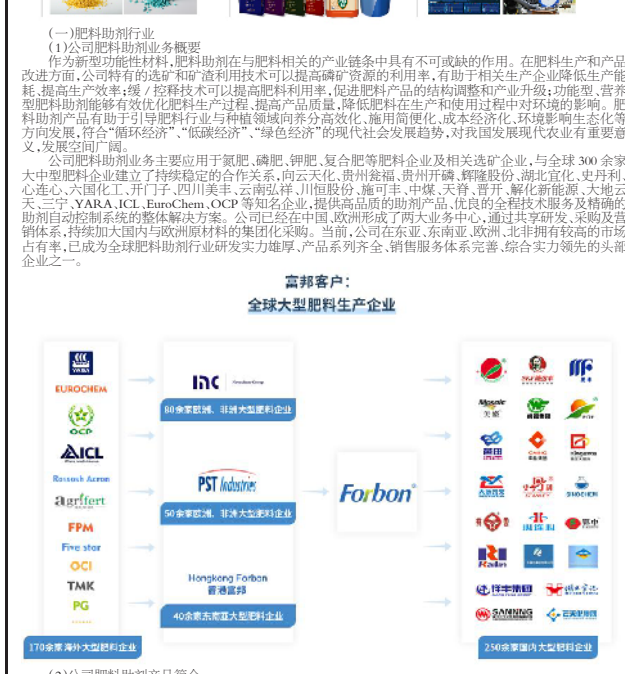 (一)肥料助剂行业
(1)公司肥料助剂业务概要
作为新型功能性材料,肥料助剂在与肥料相关的产业链条中具有不可或缺的作用。在肥料生产和产品
改进方面,公司特有的选矿和矿渣利用技术可以提高磷矿资源的利用率,有助于相关生产企业降低生产能
耗、提高生产效率;缓/控释技术可以提高肥料利用率,促进肥料产品的结构调整和产业升级;功能型、营养
型肥料助剂能够有效优化肥料生产过程、提高产品质量,降低肥料在生产和使用过程中对环境的影响。肥
料助剂产品有助于引导肥料行业与种植领域向养分高效化、施用简便化、成本经济化、环境影响生态化等
方向发展,符合“循环经济”、“低碳经济”、“绿色经济”的现代社会发展趋势,对我国发展现代农业有重要意
义,发展空间广阔。
公司肥料助剂业务主要应用于氮肥、磷肥、钾肥、复合肥等肥料企业及相关选矿企业,与全球 300 余家
大中型肥料企业建立了持续稳定的合作关系,向云天化、贵州瓮福、贵州开磷、辉隆股份、湖北宜化、史丹利、
心连心、六国化工、开门子、四川美丰、云南弘祥、川恒股份、施可丰、中煤、天脊、晋开、解化新能源、大地云
天、三宁、YARA、ICL、EuroChem、OCP 等知名企业,提供高品质的助剂产品、优良的全程技术服务及精确的
助剂自动控制系统的整体解决方案。公司已经在中国、欧洲形成了两大业务中心,通过共享研发、采购及营
销体系,持续加大国内与欧洲原材料的集团化采购。当前,公司在东亚、东南亚、欧洲、北非拥有较高的市场
占有率,已成为全球肥料助剂行业研发实力雄厚、产品系列齐全、销售服务体系完善、综合实力领先的头部
企业之一。
富邦客户:
全球大型肥料生产企业
YARA
EUROCHEM
OCP
ICL
Rossosh Azron
agrifert
FPM
Five star
OCI
TMK
PG
170余家海外大型肥料企业
inc
80余家欧洲、非洲大型肥料企业
PST Industries
50余家欧洲、非洲大型肥料企业
Hongkong Forbon
香港富邦
40余家东南亚大型肥料企业
Forbon®
Mosaic
SINOCHEM
祥丰集团
SANNNG
云天化集团
250余家国内大型肥料企业
(2)公司肥料助剂产品简介